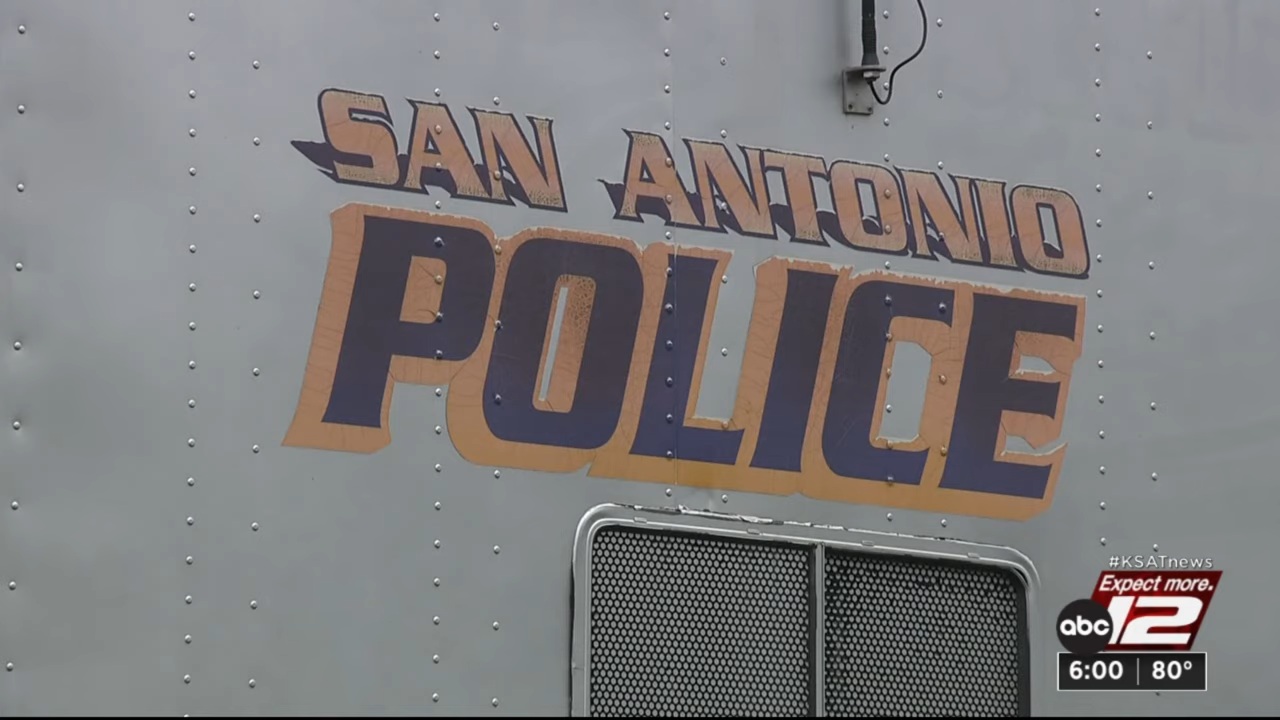 SAN ANTONIO
POLICE
#KSATnews
Expect more.
abc 12
6:00 80°